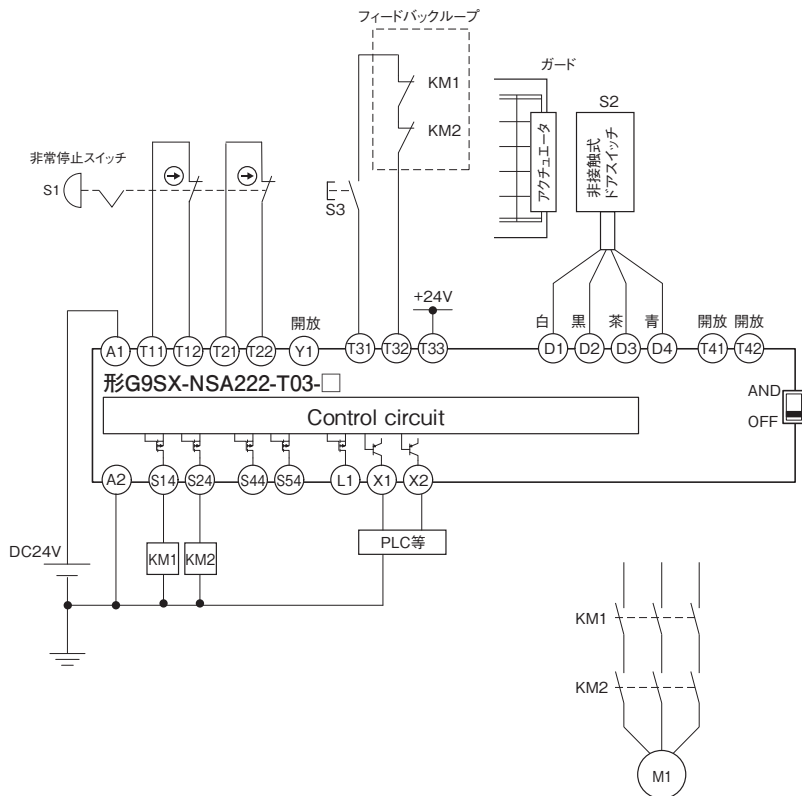 フィードバックループ
KM1
KM2
ガード
アクチュエータ
S2
非接触式
ドアスイッチ
非常停止スイッチ
S1
S3
+24V
開放
白
黒
茶
青
開放
開放
A1
T11
T12
T21
T22
Y1
T31
T32
T33
D1
D2
D3
D4
T41
T42
形G9SX-NSA222-T03-□
AND
OFF
Control circuit
A2
S14
S24
S44
S54
L1
X1
X2
DC24V
KM1
KM2
PLC等
KM1
KM2
M1